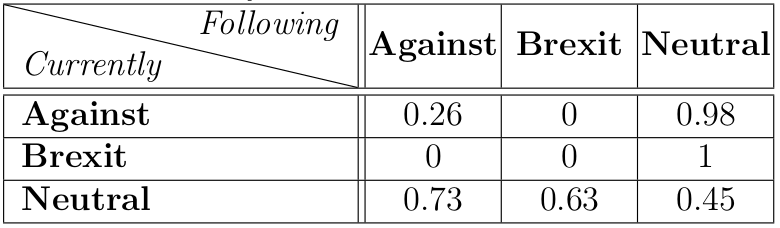 Following
Currently
Against Brexit Neutral
Against 0.26 0 0.98
Brexit 0 0 1
Neutral 0.73 0.63 0.45